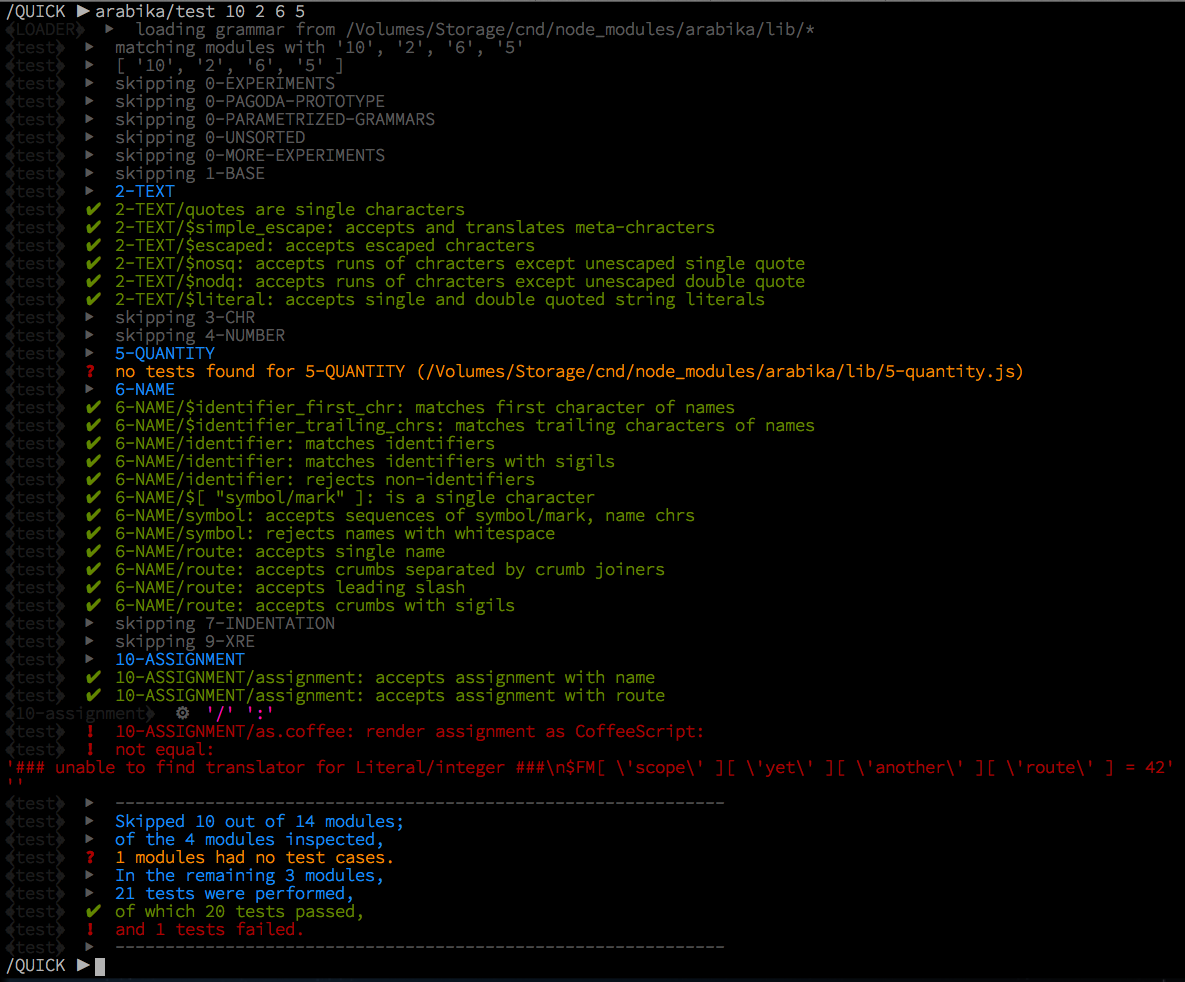 /QUICK ▶arabika/test 10 2 6 5
LOADER ▶ loading grammar from /Volumes/Storage/cnd/node_modules/arabika/lib/*
test ▶ matching modules with '10', '2', '6', '5'
test ▶ [ '10', '2', '6', '5' ]
test ▶ skipping 0-EXPERIMENTS
test ▶ skipping 0-PAGODA-PROTOTYPE
test ▶ skipping 0-PARAMETRIZED-GRAMMARS
test ▶ skipping 0-UNSORTED
test ▶ skipping 0-MORE-EXPERIMENTS
test ▶ skipping 1-BASE
test ▶ 2-TEXT
test ✔ 2-TEXT/quotes are single characters
test ✔ 2-TEXT/$simple_escape: accepts and translates meta-chracters
test ✔ 2-TEXT/$escaped: accepts escaped chracters
test ✔ 2-TEXT/$nosq: accepts runs of chracters except unescaped single quote
test ✔ 2-TEXT/$nodq: accepts runs of chracters except unescaped double quote
test ✔ 2-TEXT/$literal: accepts single and double quoted string literals
test ▶ skipping 3-CHR
test ▶ skipping 4-NUMBER
test ▶ 5-QUANTITY
test ? no tests found for 5-QUANTITY (/Volumes/Storage/cnd/node_modules/arabika/lib/5-quantity.js)
test ▶ 6-NAME
test ✔ 6-NAME/$identifier_first_chr: matches first character of names
test ✔ 6-NAME/$identifier_trailing_chrs: matches trailing characters of names
test ✔ 6-NAME/identifier: matches identifiers
test ✔ 6-NAME/identifier: matches identifiers with sigils
test ✔ 6-NAME/identifier: rejects non-identifiers
test ✔ 6-NAME/$[ "symbol/mark" ]: is a single character
test ✔ 6-NAME/symbol: accepts sequences of symbol/mark, name chrs
test ✔ 6-NAME/symbol: rejects names with whitespace
test ✔ 6-NAME/route: accepts single name
test ✔ 6-NAME/route: accepts crumbs separated by crumb joiners
test ✔ 6-NAME/route: accepts leading slash
test ✔ 6-NAME/route: accepts crumbs with sigils
test ▶ skipping 7-INDENTATION
test ▶ skipping 9-XRE
test ▶ 10-ASSIGNMENT
test ✔ 10-ASSIGNMENT/assignment: accepts assignment with name
test ✔ 10-ASSIGNMENT/assignment: accepts assignment with route
10-assignment ⚙ '/' ':'
test ! 10-ASSIGNMENT/as.coffee: render assignment as CoffeeScript:
test ! not equal:
'### unable to find translator for Literal/integer ###\n$FM[ \'scope\' ][ \'yet\' ][ \'another\' ][ \'route\' ] = 42'
''
test ▶ -------------------------------------------------------------
test ▶ Skipped 10 out of 14 modules;
test ▶ of the 4 modules inspected,
test ? 1 modules had no test cases.
test ▶ In the remaining 3 modules,
test ▶ 21 tests were performed,
test ✔ of which 20 tests passed,
test ! and 1 tests failed.
test ▶ -------------------------------------------------------------
/QUICK ▶